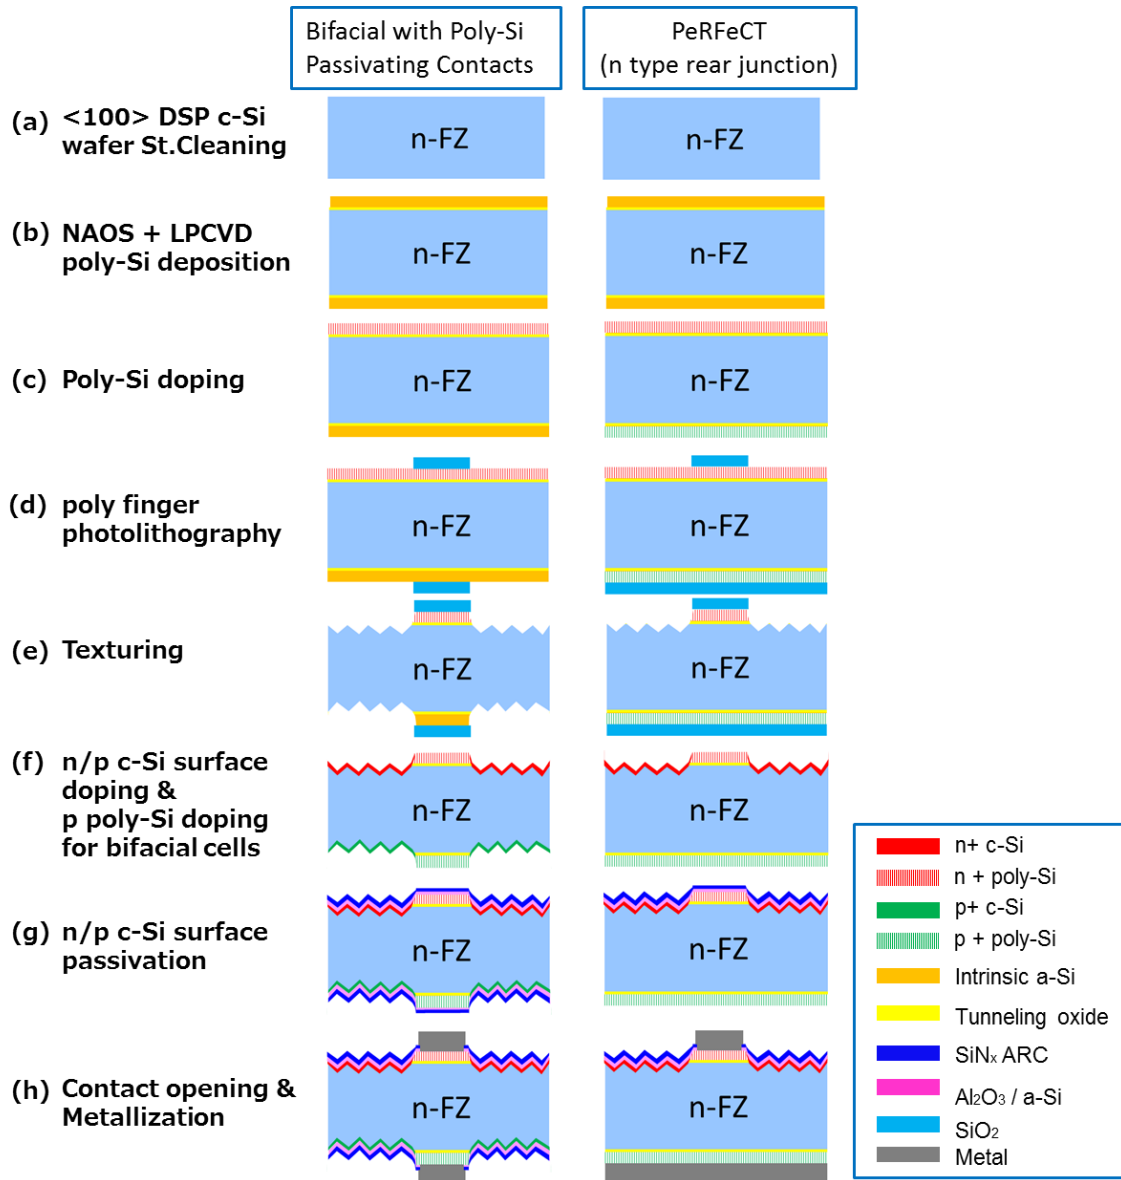 Bifacial with Poly-Si
Passivating Contacts
PeRFeCT
(n type rear junction)
(a) <100> DSP c-Si
wafer St.Cleaning
n-FZ
n-FZ
(b) NAOS + LPCVD
poly-Si deposition
n-FZ
n-FZ
(c) Poly-Si doping
n-FZ
n-FZ
(d) poly finger
photolithography
n-FZ
n-FZ
(e) Texturing
n-FZ
n-FZ
(f) n/p c-Si surface
doping &
p poly-Si doping
for bifacial cells
n-FZ
n-FZ
(g) n/p c-Si surface
passivation
n-FZ
n-FZ
(h) Contact opening &
Metallization
n-FZ
n-FZ
n+ c-Si
n + poly-Si
p+ c-Si
p + poly-Si
Intrinsic a-Si
Tunneling oxide
SiNx ARC
Al2O3 / a-Si
SiO2
Metal